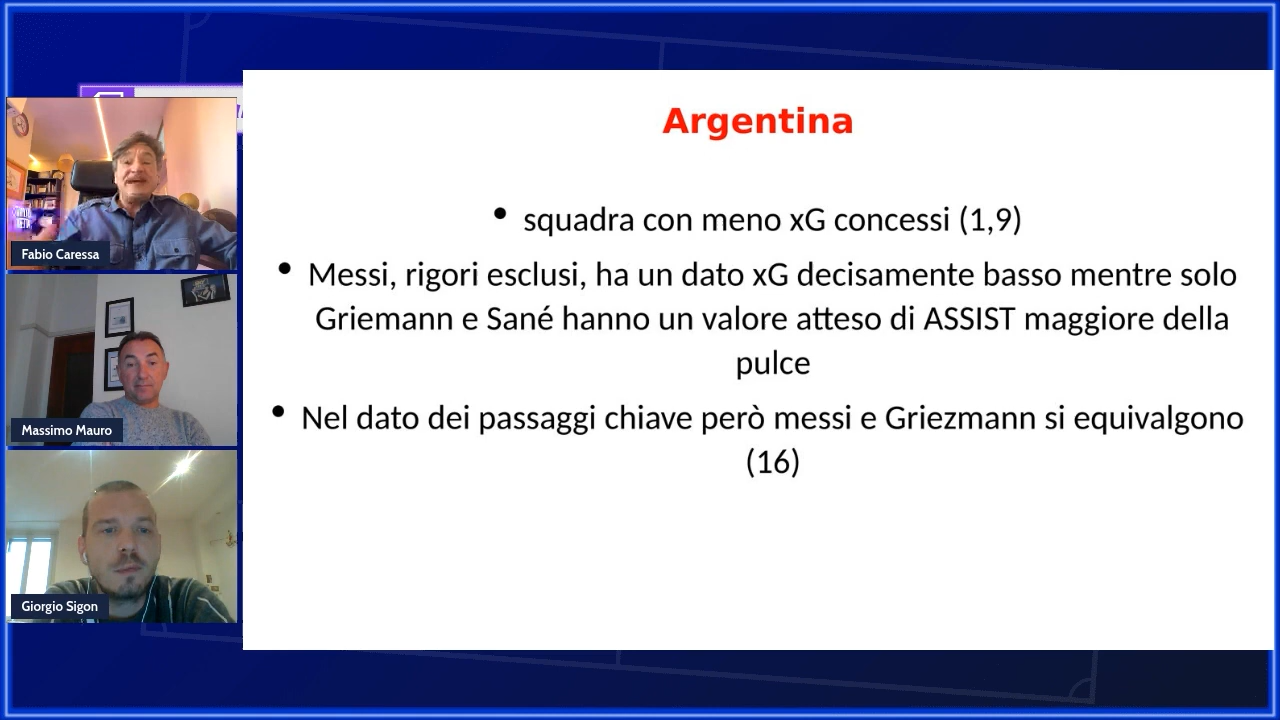 Argentina
• squadra con meno xG concessi (1,9)
• Messi, rigori esclusi, ha un dato xG decisamente basso mentre solo
Griemann e Sané hanno un valore atteso di ASSIST maggiore della
pulce
• Nel dato dei passaggi chiave però messi e Griezmann si equivalgono
(16)
Fabio Caressa
Massimo Mauro
Giorgio Sigon